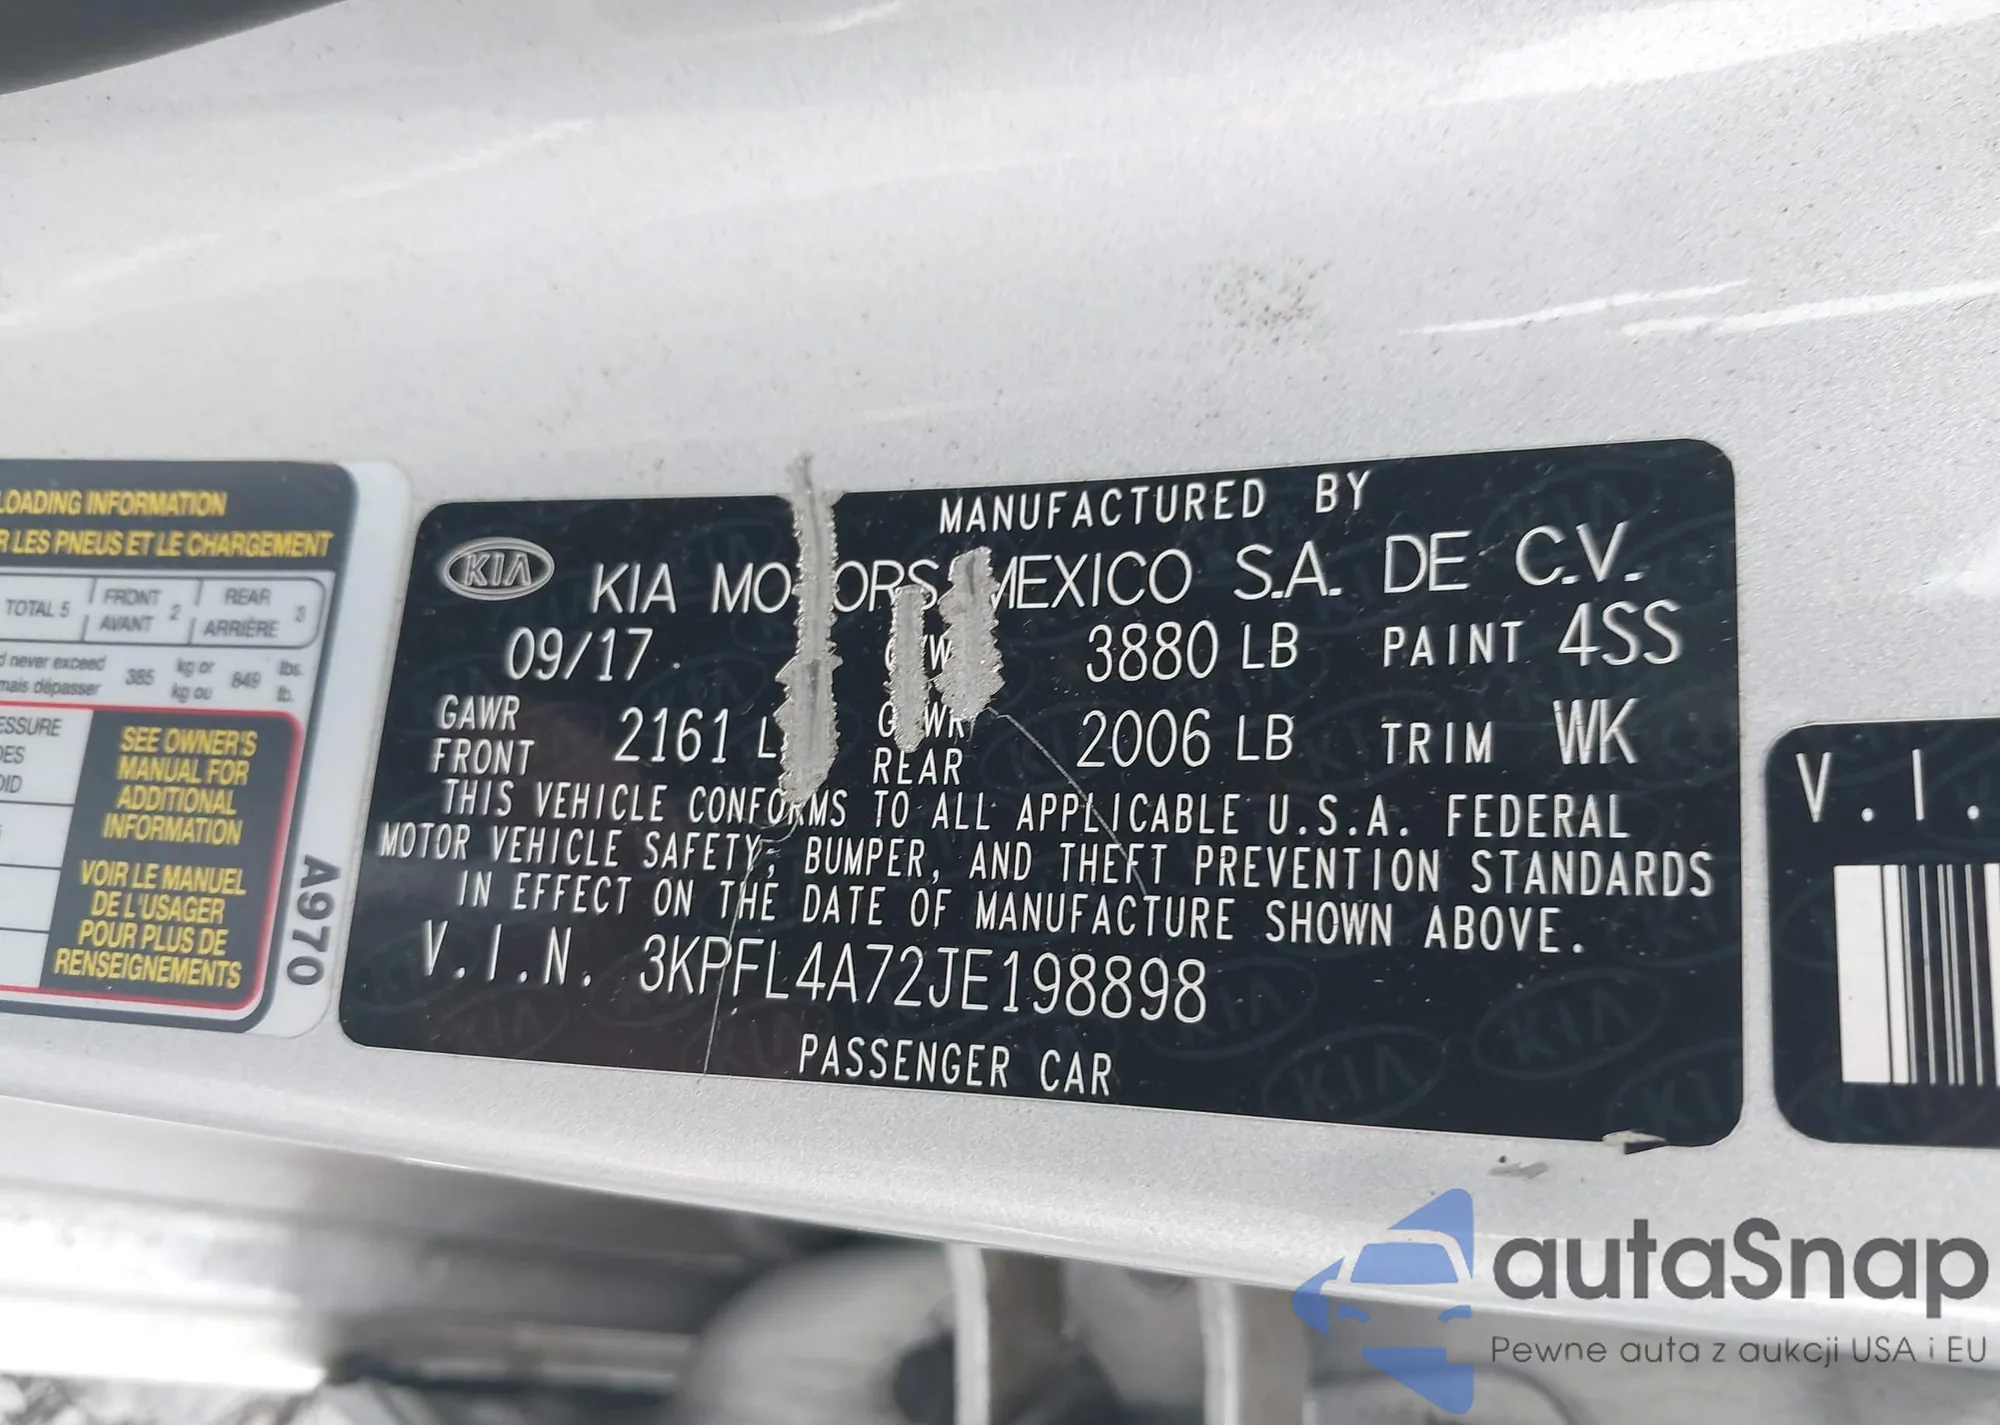 LOADING INFORMATION
R LES PNEUS ET LE CHARGEMENT
TOTAL 5
FRONT
AVANT
2
REAR
ARRIÈRE
3
d never exceed
mais dépasser
385
kg or
kg ou
849
lbs.
lb.
ESSURE
DES
OID
SEE OWNER'S
MANUAL FOR
ADDITIONAL
INFORMATION
VOIR LE MANUEL
DE L'USAGER
POUR PLUS DE
RENSEIGNEMENTS
A970
MANUFACTURED BY
KIA
KIA MOTORS MEXICO S.A. DE C.V.
09/17 3880 LB PAINT 4SS
GAWR
FRONT
2161 L
GAWR
REAR
2006 LB TRIM WK
THIS VEHICLE CONFORMS TO ALL APPLICABLE U.S.A. FEDERAL
MOTOR VEHICLE SAFETY, BUMPER, AND THEFT PREVENTION STANDARDS
IN EFFECT ON THE DATE OF MANUFACTURE SHOWN ABOVE.
V.I.N. 3KPFL4A72JE198898
PASSENGER CAR
V.I.
autaSnap
Pewne auta z aukcji USA i EU